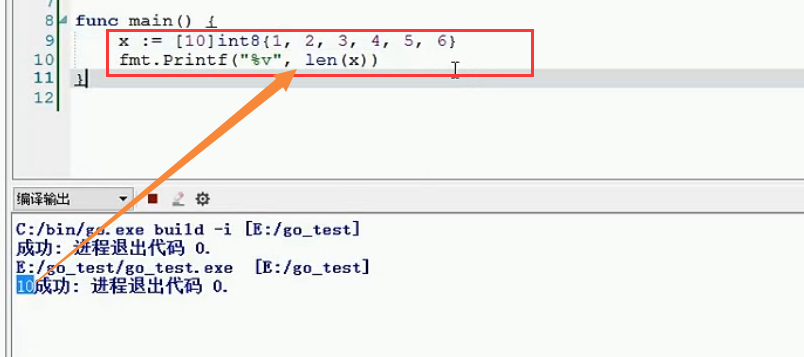 8 func main() {
9 x := [10]int8{1, 2, 3, 4, 5, 6}
10 fmt.Printf("%v", len(x))
11 }
12
编译输出
C:/bin/go.exe build -i [E:/go_test]
成功: 进程退出代码 0.
E:/go_test/go_test.exe [E:/go_test]
10成功: 进程退出代码 0.